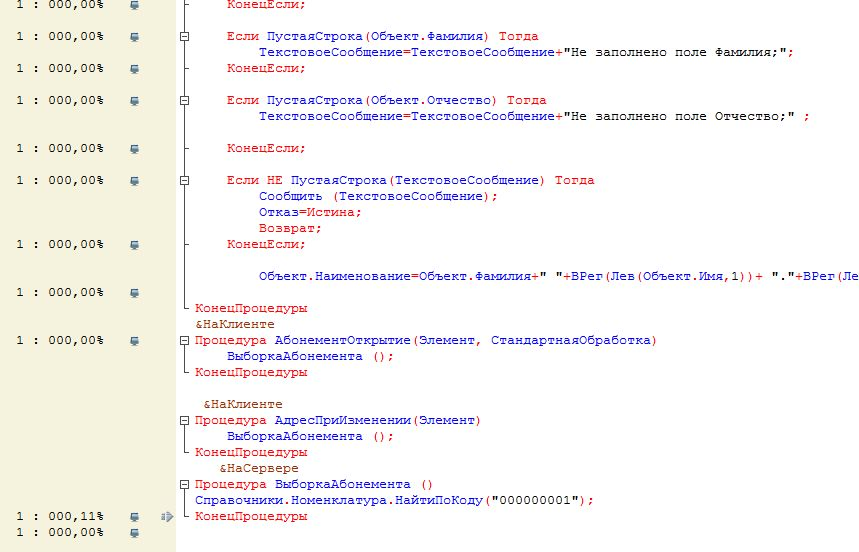 1 : 000,00% КонецЕсли;
1 : 000,00% Если ПустаяСтрока(Объект.Фамилия) Тогда
ТекстовоеСообщение=ТекстовоеСообщение+"Не заполнено поле Фамилия;";
1 : 000,00% КонецЕсли;
1 : 000,00% Если ПустаяСтрока(Объект.Отчество) Тогда
ТекстовоеСообщение=ТекстовоеСообщение+"Не заполнено поле Отчество;" ;
1 : 000,00% КонецЕсли;
1 : 000,00% Если НЕ ПустаяСтрока(ТекстовоеСообщение) Тогда
Сообщить (ТекстовоеСообщение);
Отказ=Истина;
Возврат;
1 : 000,00% КонецЕсли;
Объект.Наименование=Объект.Фамилия+" "+ВРег(Лев(Объект.Имя,1))+ "."+ВРег(Ле
1 : 000,00%
КонецПроцедуры
&НаКлиенте
1 : 000,00% Процедура АбонементОткрытие(Элемент, СтандартнаяОбработка)
ВыборкаАбонемента ();
КонецПроцедуры
&НаКлиенте
Процедура АдресПриИзменении(Элемент)
ВыборкаАбонемента ();
КонецПроцедуры
&НаСервере
Процедура ВыборкаАбонемента ()
Справочники.Номенклатура.НайтиПоКоду("000000001");
1 : 000,11% КонецПроцедуры
1 : 000,00%